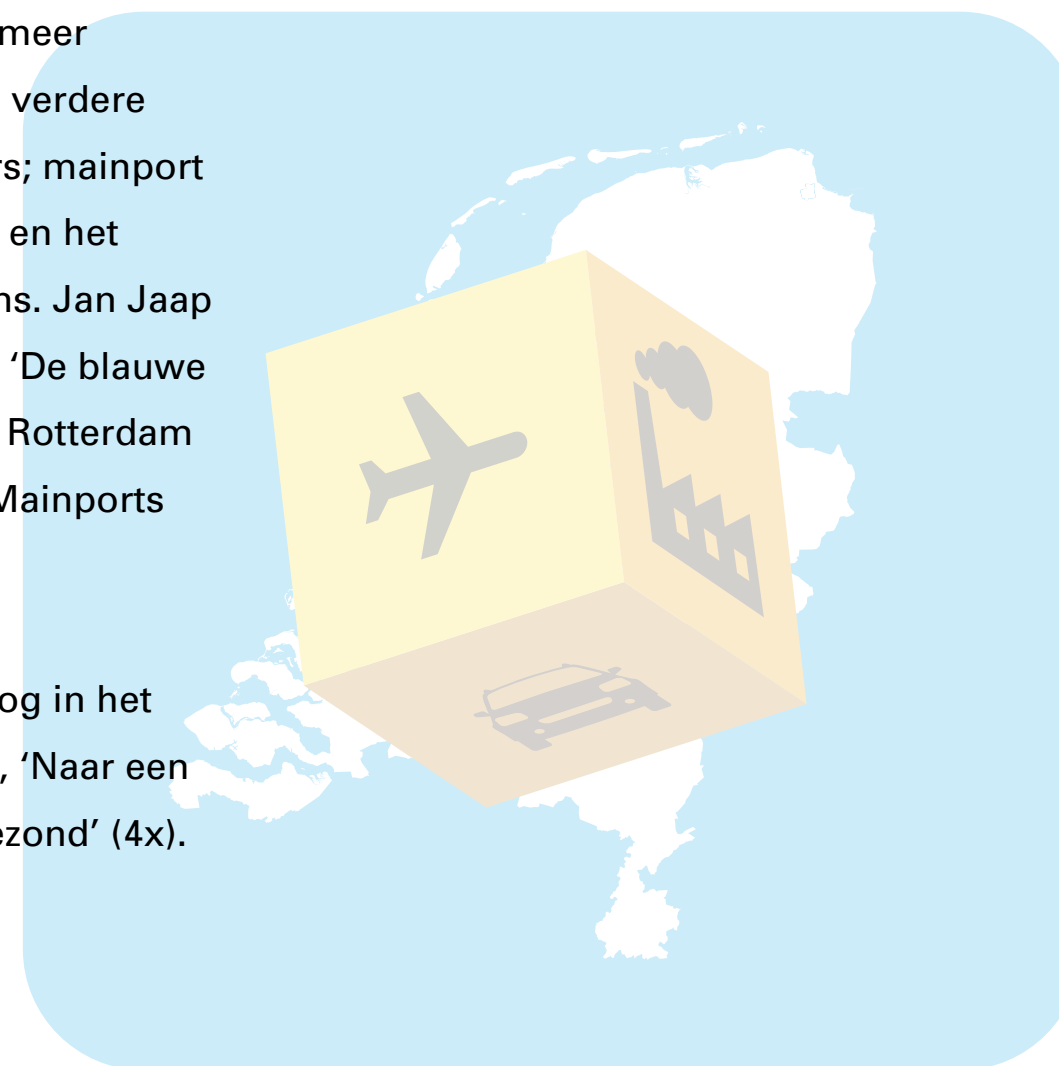 meer
verdere
rs; mainport
en het
ns. Jan Jaap
‘De blauwe
Rotterdam
Mainports
og in het
, ‘Naar een
ezond’ (4x).